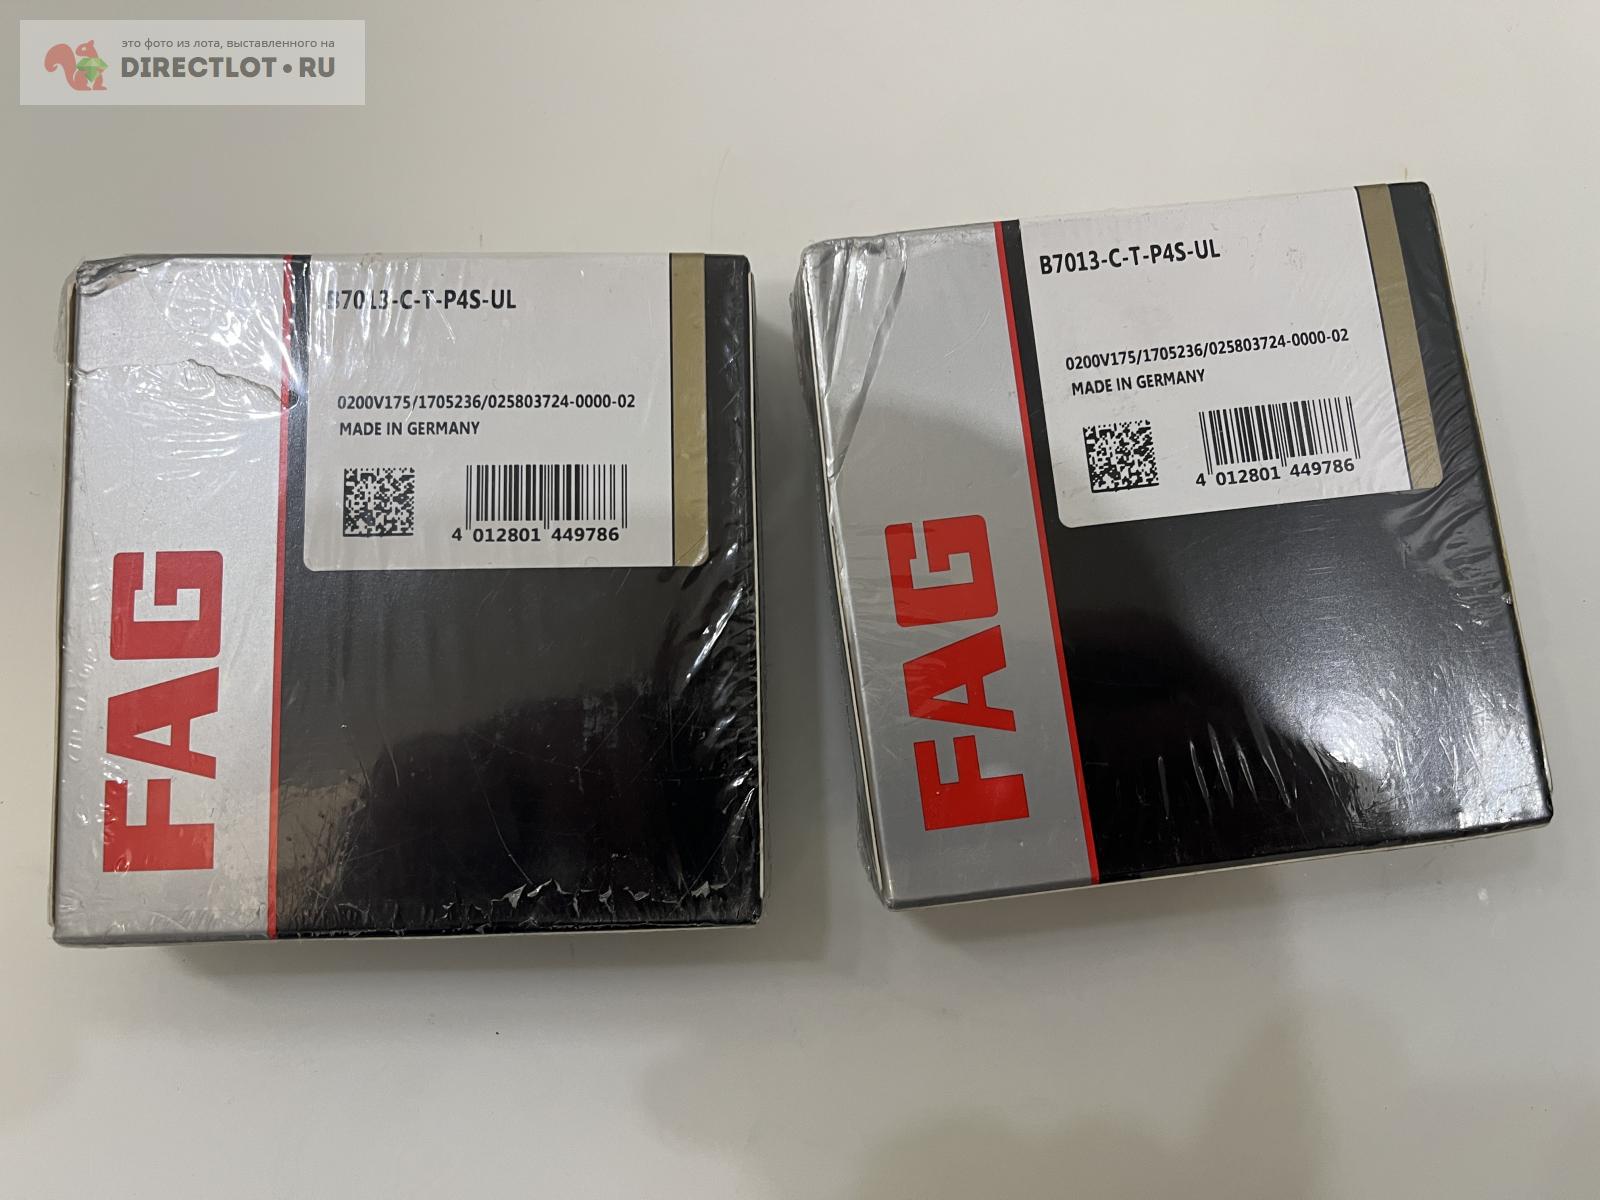 это фото из лота, выставленного на
DIRECTLOT•RU
B7013-C-T-P4S-UL
0200V175/1705236/025803724-0000-02
MADE IN GERMANY
4 012801 449786
FAG
B7013-C-T-P4S-UL
0200V175/1705236/025803724-0000-02
MADE IN GERMANY
4 012801 449786
FAG